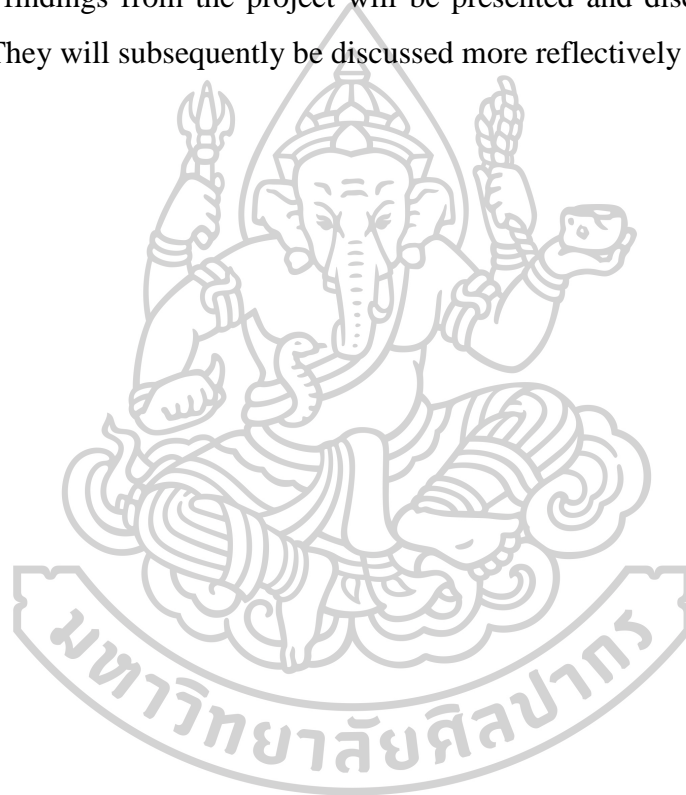 findings from the project will be presented and
They will subsequently be discussed more reflectively
มหาวิทยาลัยศิลปากร